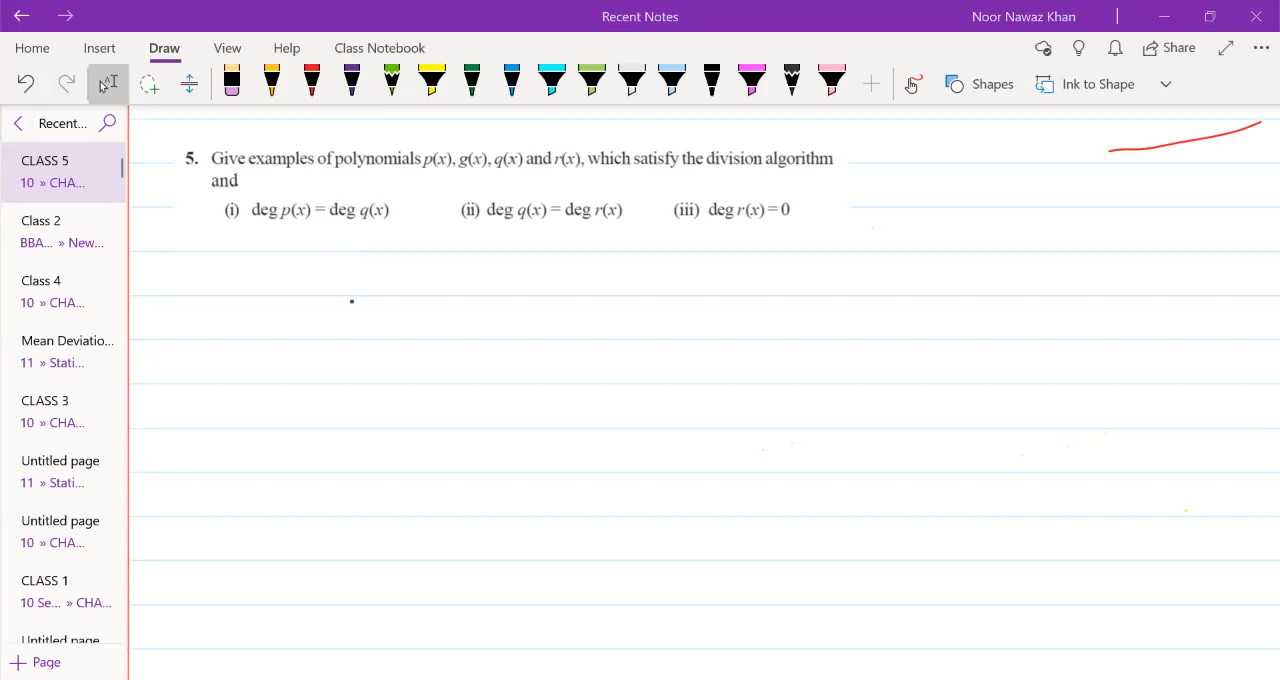 Recent Notes
Noor Nawaz Khan
Home Insert Draw View Help Class Notebook
Share
Shapes
Ink to Shape
Recent...
CLASS 5
10 » CHA...
Class 2
BBA... » New...
Class 4
10 » CHA...
Mean Deviatio...
11 » Stati...
CLASS 3
10 » CHA...
Untitled page
11 » Stati...
Untitled page
10 » CHA...
CLASS 1
10 Se... » CHA...
Untitled page
Page
5. Give examples of polynomials p(x), g(x), q(x) and r(x), which satisfy the division algorithm
and
(i) deg p(x) = deg q(x) (ii) deg q(x) = deg r(x) (iii) deg r(x) = 0